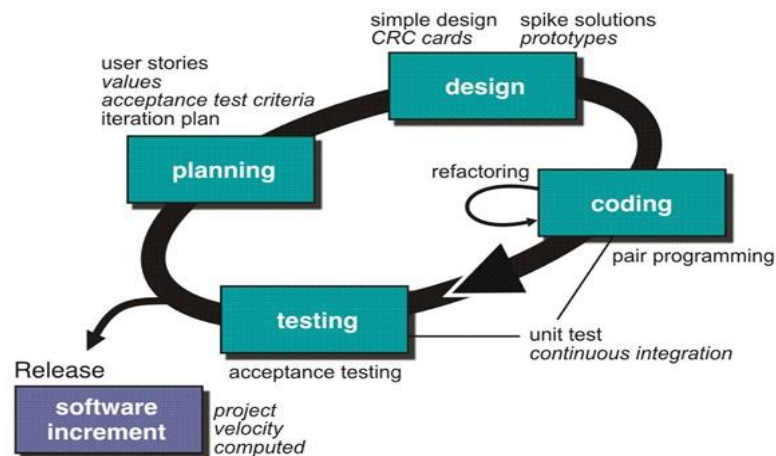 simple design
CRC cards
spike solutions
prototypes
user stories
values
acceptance test criteria
iteration plan
design
planning
refactoring
coding
pair programming
testing
unit test
continuous integration
acceptance testing
Release
software
increment
project
velocity
computed